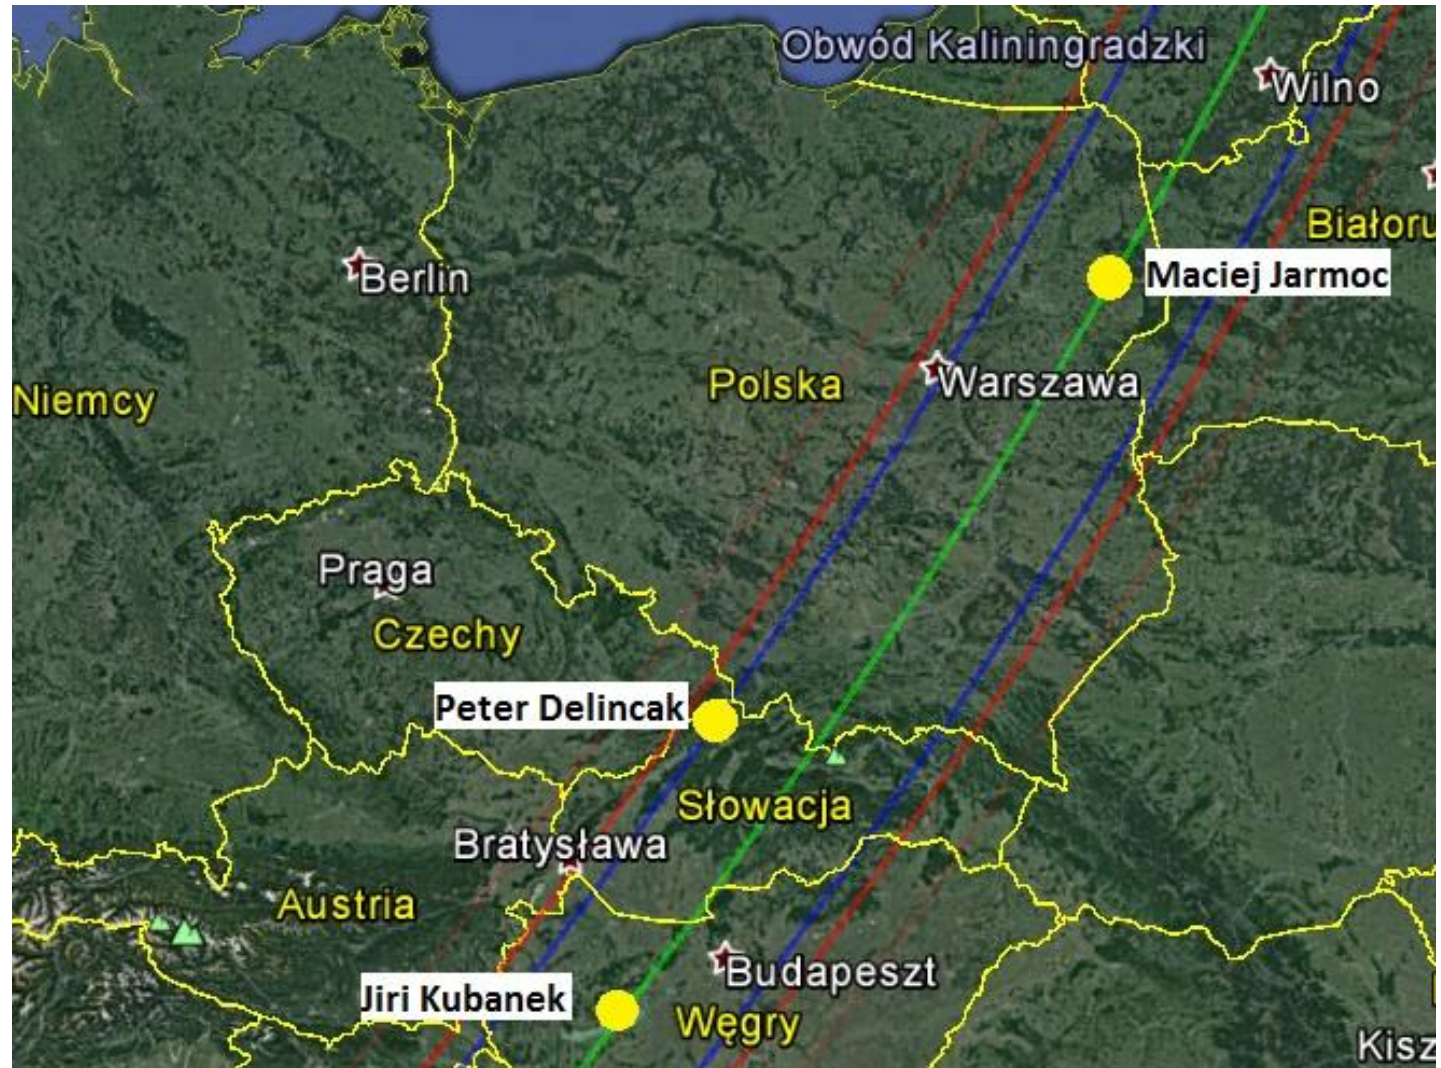 Obwód Kaliningradzki
Wilno
Białoru
Maciej Jarmoc
Berlin
Polska
Warszawa
Niemcy
Praga
Czechy
Peter Delincak
Słowacja
Bratysława
Austria
Budapeszt
Jiri Kubanek
Węgry
Kisz